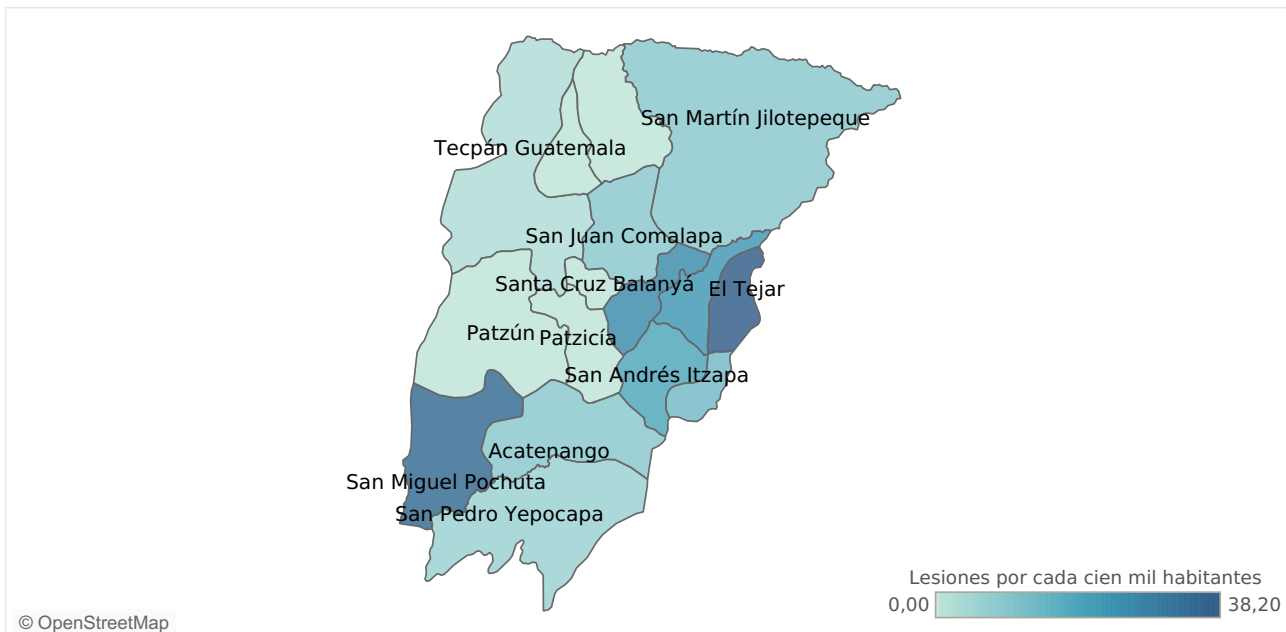 San Martín Jilotepeque
Tecpán Guatemala
San Juan Comalapa
Santa Cruz Balanyá
El Tejar
Patzún
Patzicía
San Andrés Itzapa
Acatenango
San Miguel Pochuta
San Pedro Yepocapa
Lesiones por cada cien mil habitantes
0,00
38,20
© OpenStreetMap